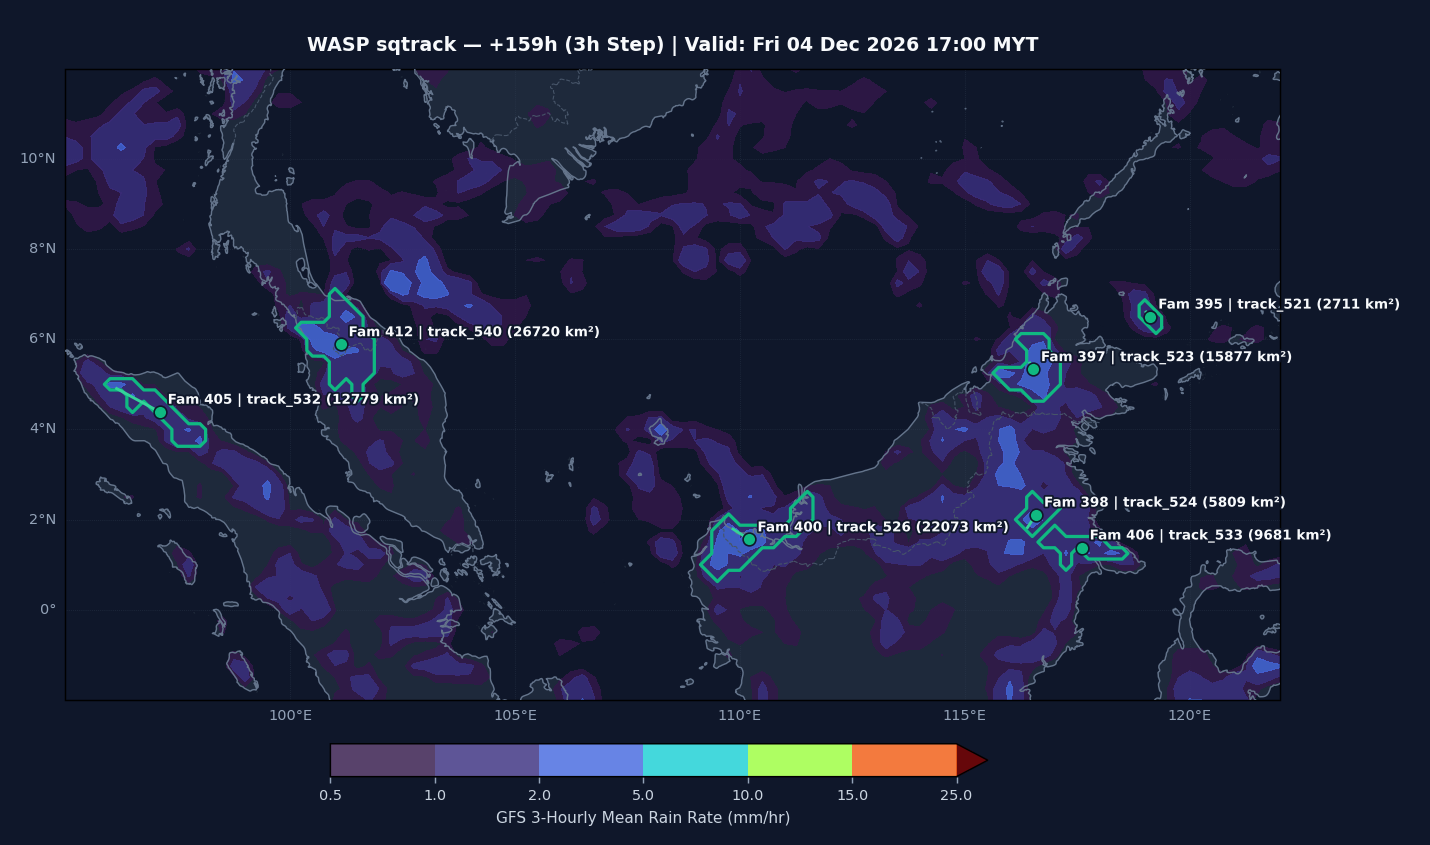 WASP sqtrack — +159h (3h Step) | Valid: Fri 04 Dec 2026 17:00 MYT
10°N
8°N
6°N
4°N
2°N
0°
Fam 395 | track_521 (2711 km²)
Fam 412 | track_540 (26720 km²)
Fam 397 | track_523 (15877 km²)
Fam 405 | track_532 (12779 km²)
Fam 398 | track_524 (5809 km²)
Fam 400 | track_526 (22073 km²)
Fam 406 | track_533 (9681 km²)
100°E
105°E
110°E
115°E
120°E
0.5
1.0
2.0
5.0
10.0
15.0
25.0
GFS 3-Hourly Mean Rain Rate (mm/hr)